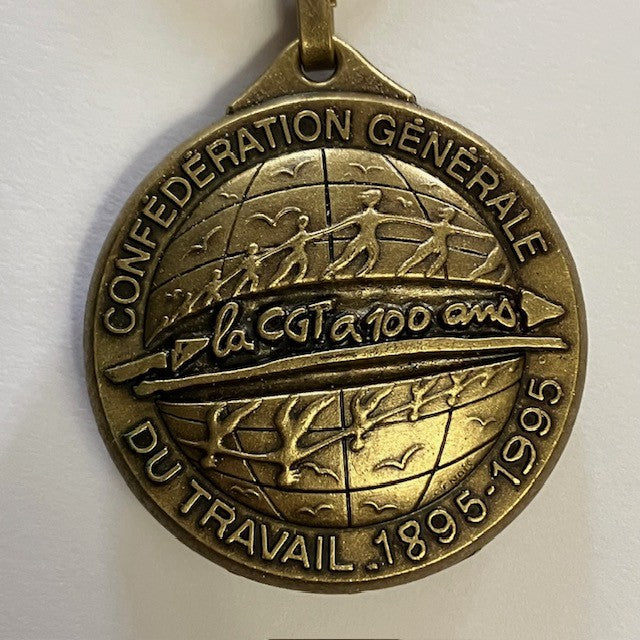 CONFÉDÉRATION GÉNÉRALE
la CGT a 100 ans
DU TRAVAIL.1895-1995